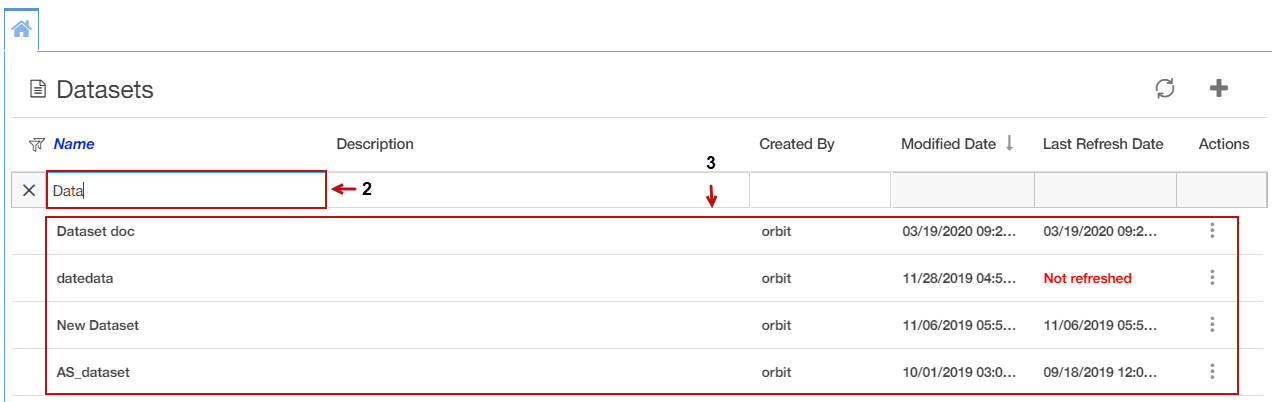 Datasets
Name Description Created By Modified Date Last Refresh Date Actions
3
Data 2
Dataset doc orbit 03/19/2020 09:2... 03/19/2020 09:2...
datedata orbit 11/28/2019 04:5... Not refreshed
New Dataset orbit 11/06/2019 05:5... 11/06/2019 05:5...
AS_dataset orbit 10/01/2019 03:0... 09/18/2019 12:0...